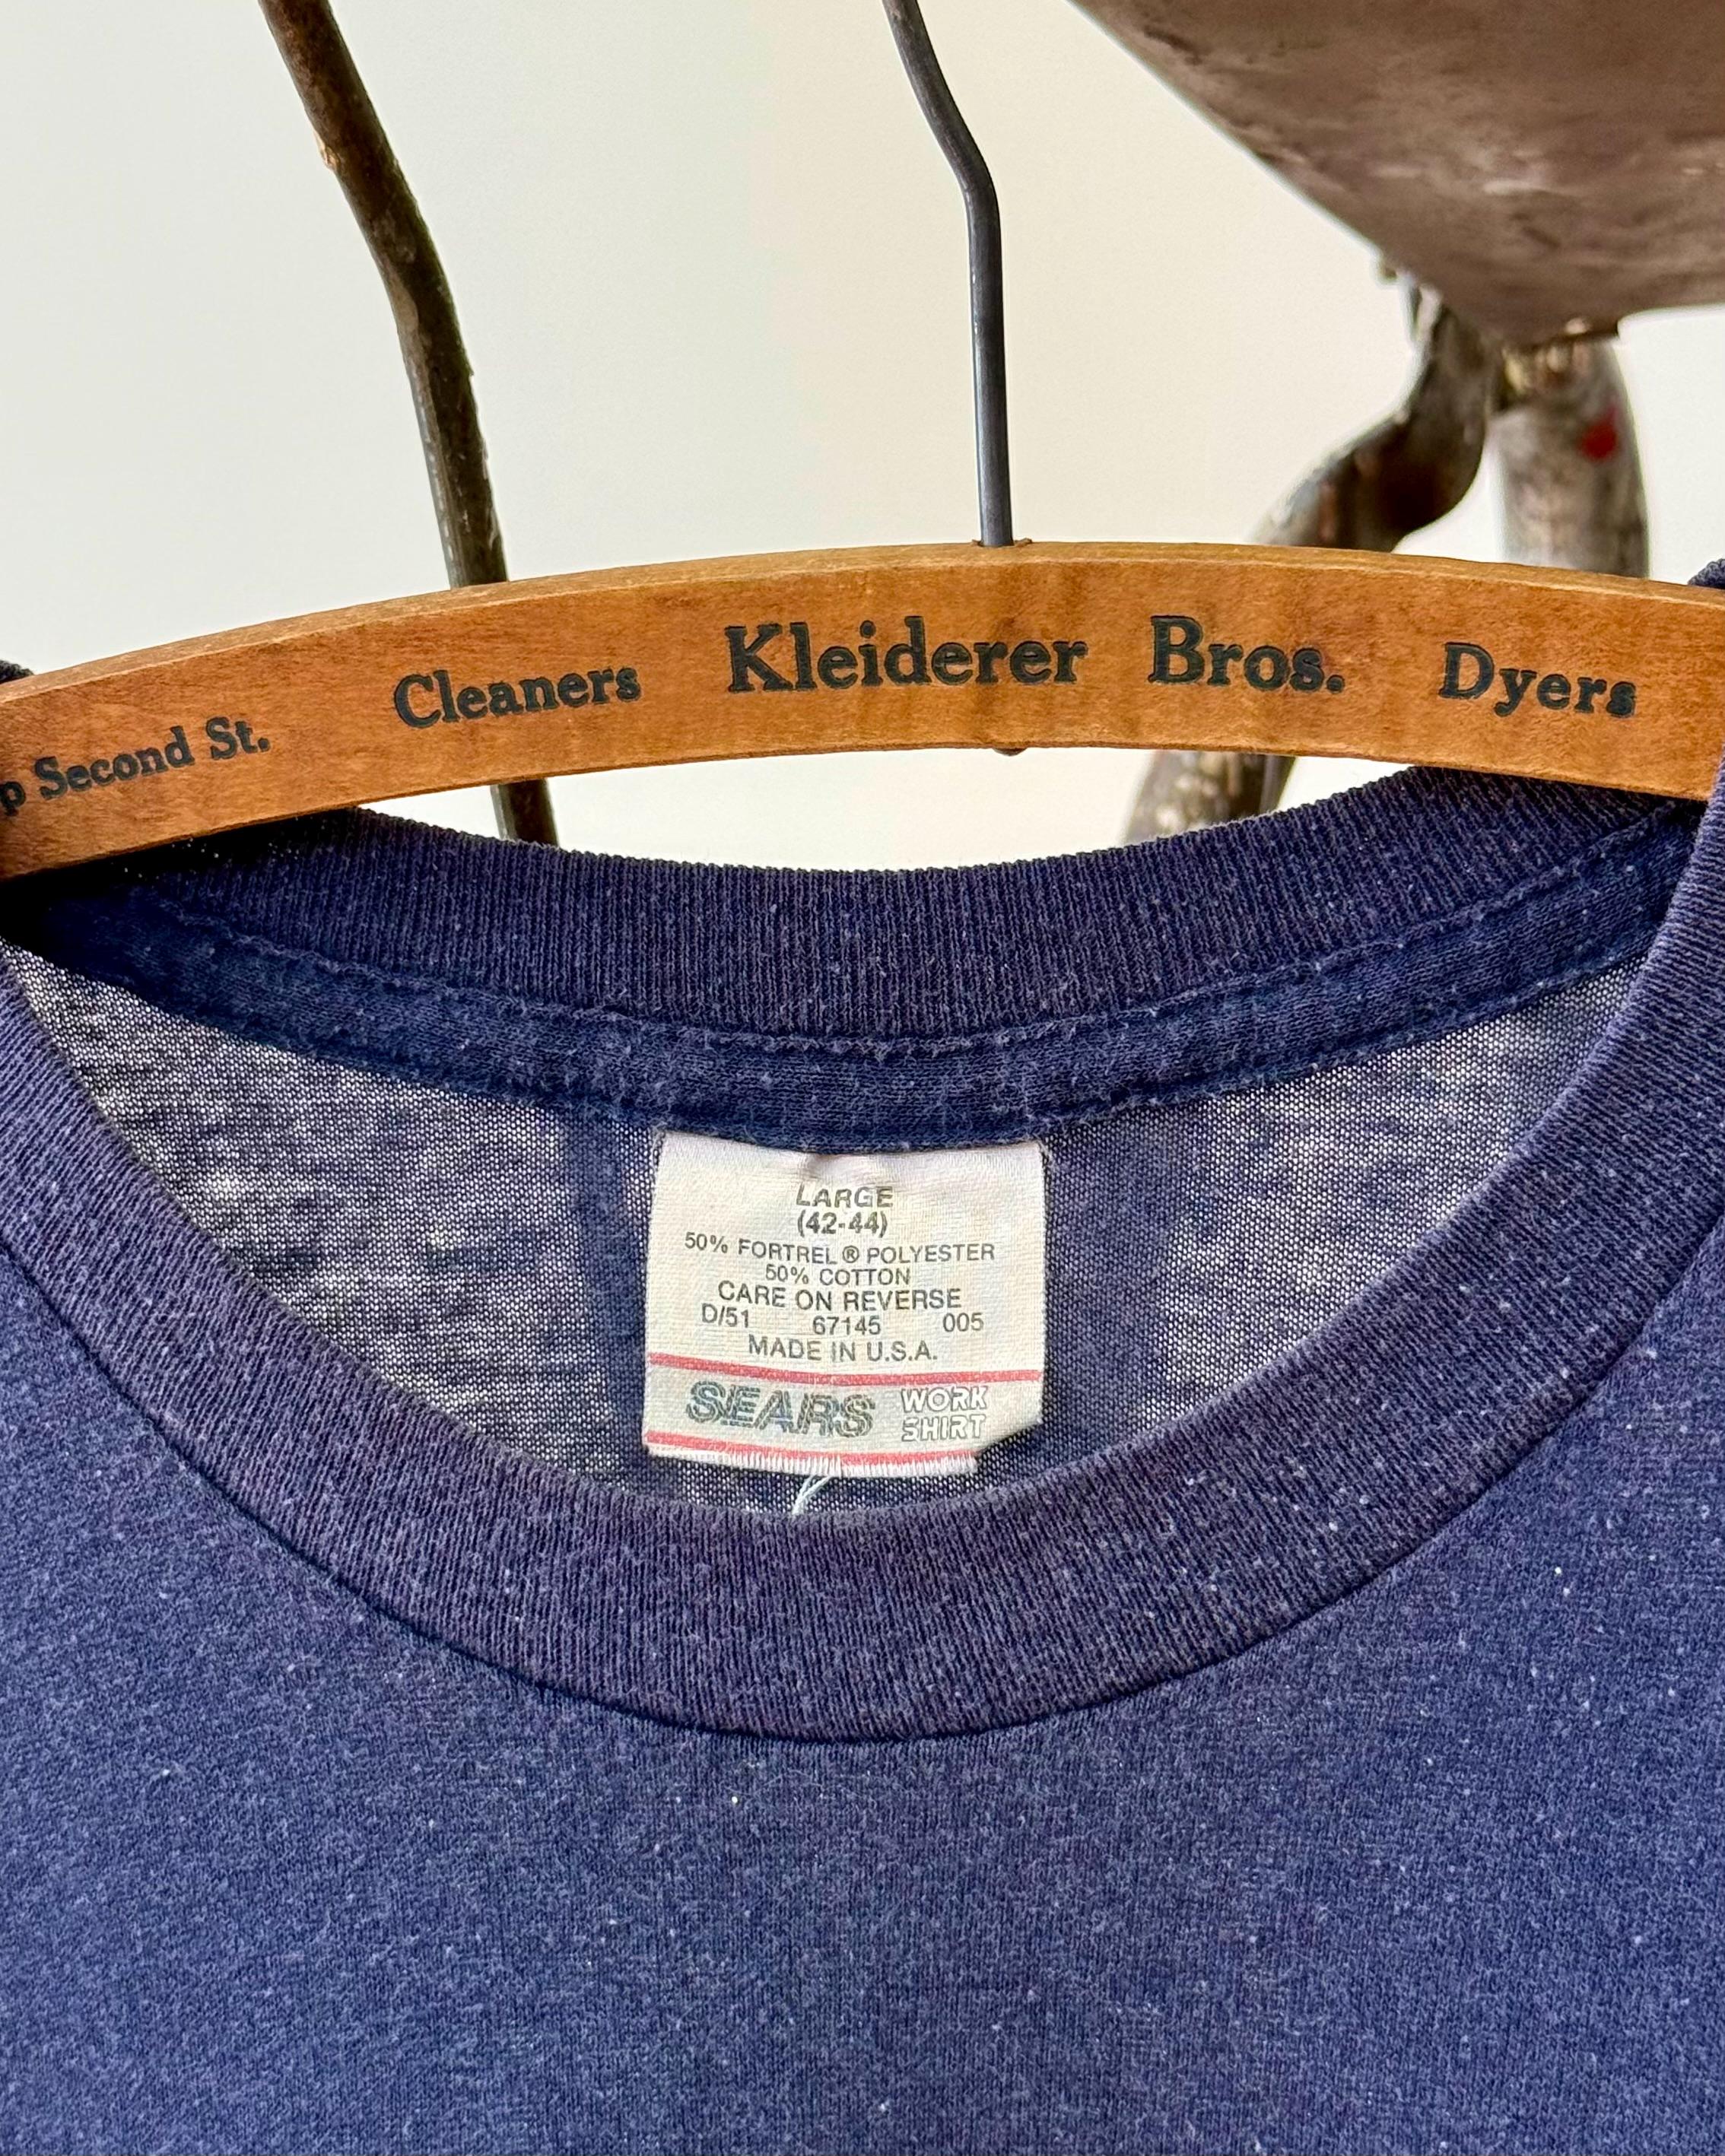 Second St. Cleaners Kleiderer Bros. Dyers
LARGE
(42-44)
50% FORTREL® POLYESTER
50% COTTON
CARE ON REVERSE
D/51 67145 005
MADE IN U.S.A.
SEARS WORK
SHIRT